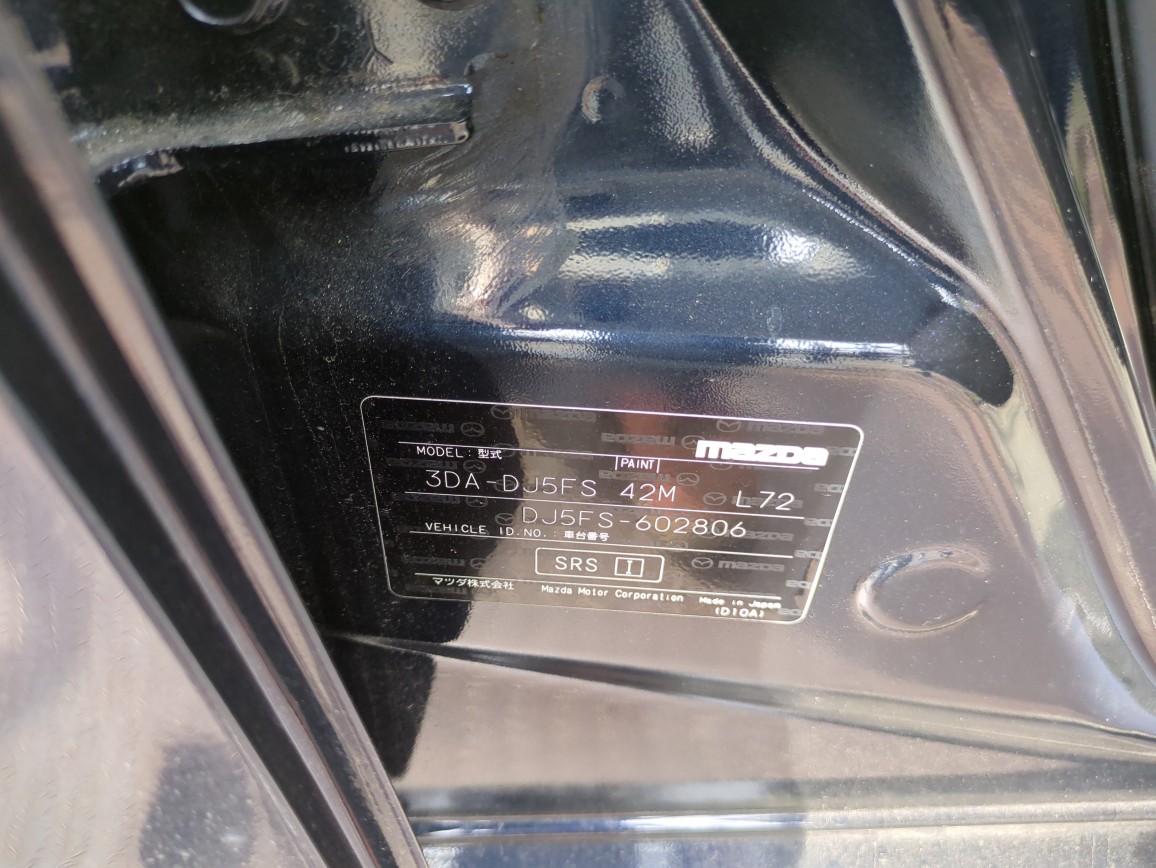 mazda
MODEL : 型式 PAINT
3DA-DJ5FS 42M L72
DJ5FS-602806
VEHICLE ID.NO. : 車台番号
SRS I
マツダ株式会社 Mazda Motor Corporation Made in Japan
(D10A)